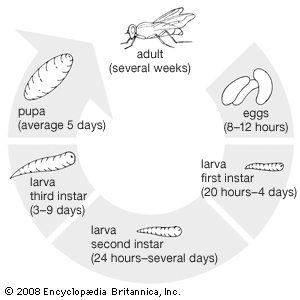 adult
(several weeks)
eggs
(8–12 hours)
larva
first instar
(20 hours–4 days)
larva
second instar
(24 hours–several days)
larva
third instar
(3–9 days)
pupa
(average 5 days)
© 2008 Encyclopædia Britannica, Inc.